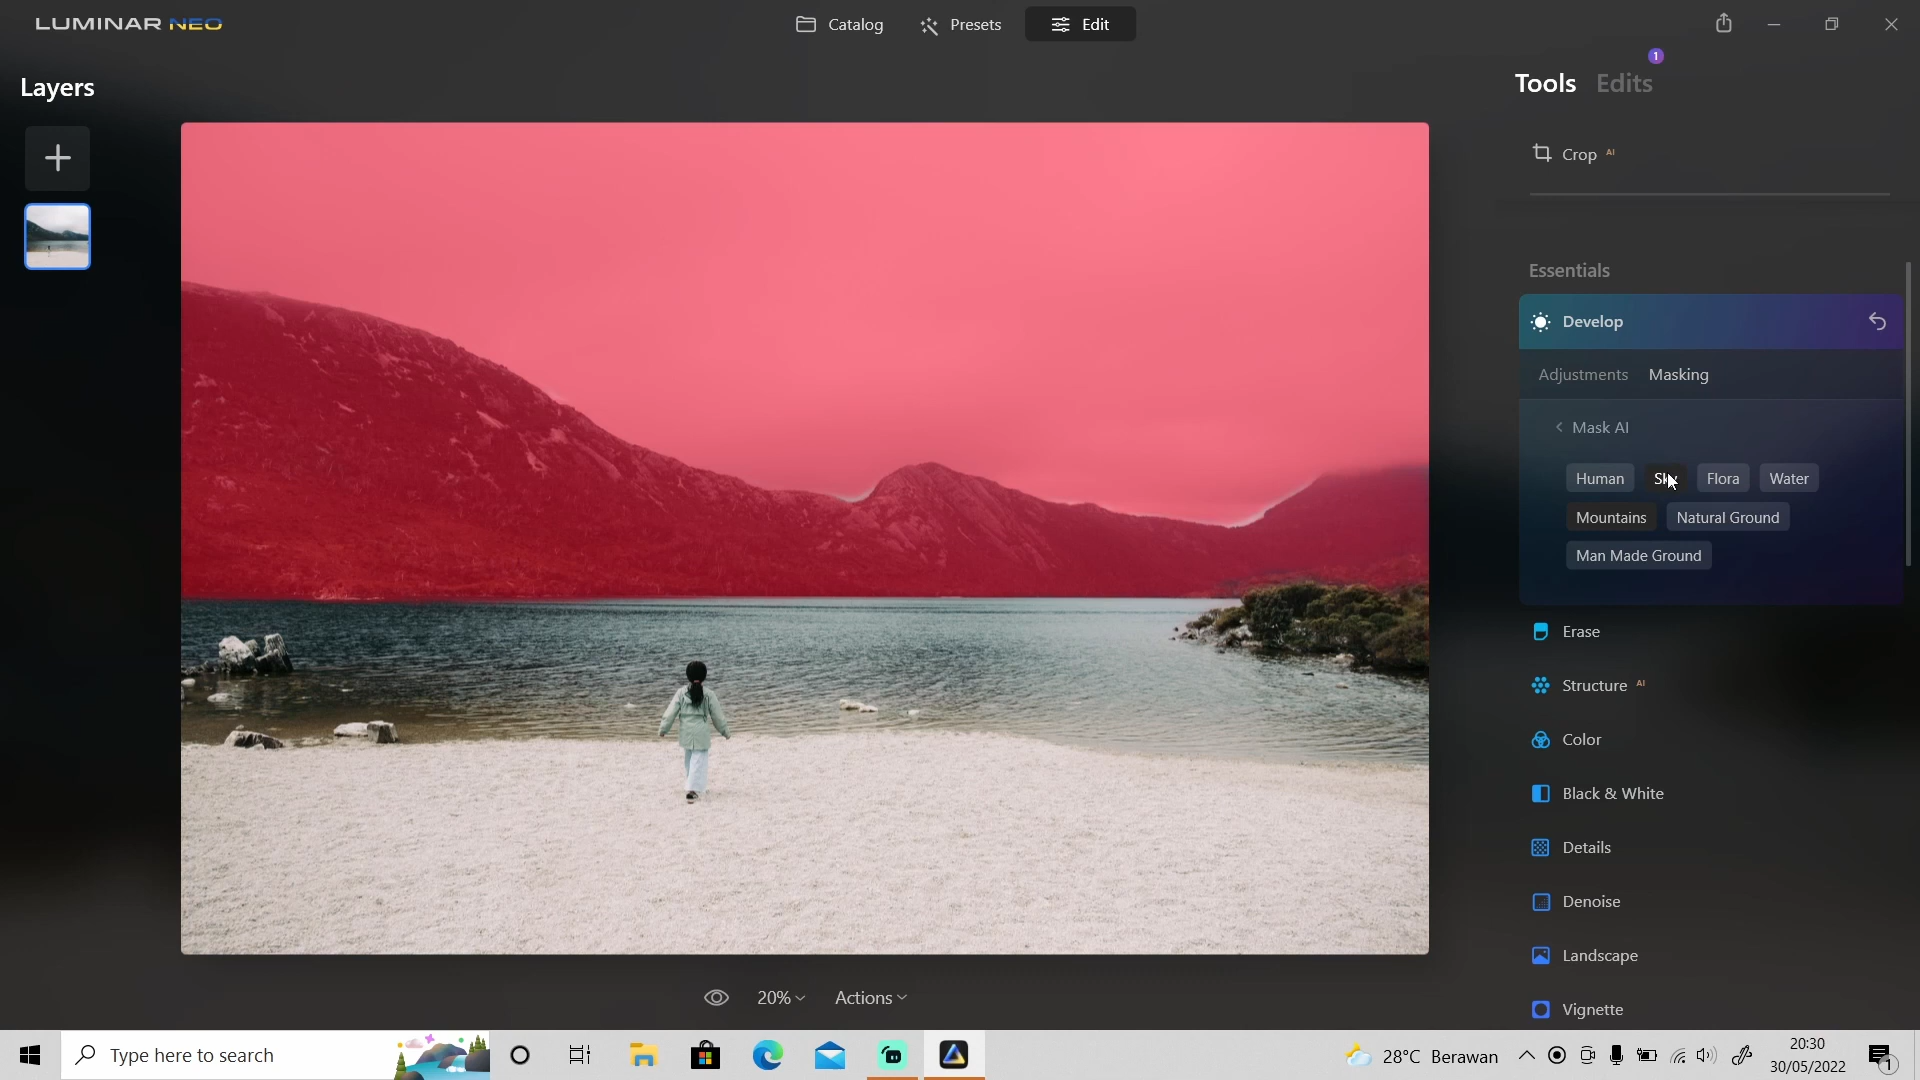 LUMINAR NEO
Catalog
Presets
Edit
Layers
1
Tools Edits
Crop AI
Essentials
Develop
Adjustments Masking
Mask AI
Human Sky Flora Water
Mountains Natural Ground
Man Made Ground
Erase
Structure AI
Color
Black & White
Details
Denoise
Landscape
Vignette
20%
Actions
Type here to search
28°C Berawan
20:30
30/05/2022
1